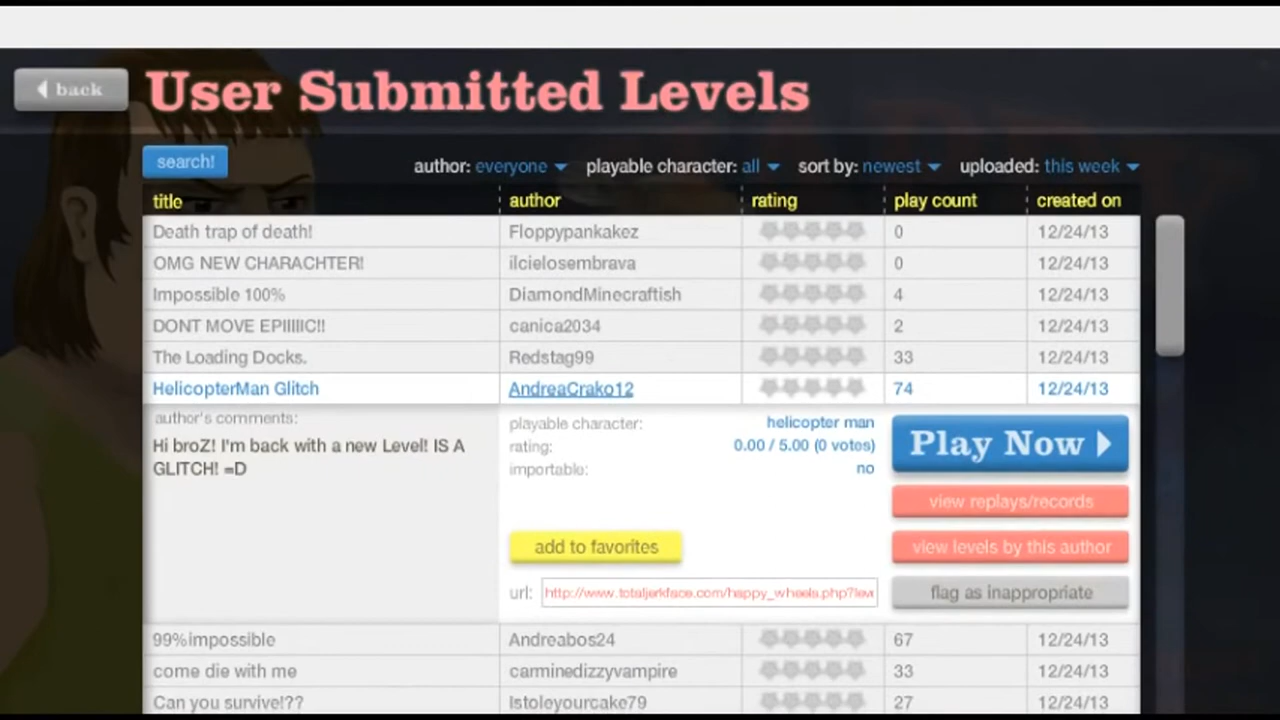 back
User Submitted Levels
search!
author: everyone playable character: all sort by: newest uploaded: this week
title author rating play count created on
Death trap of death! Floppypankakez 0 12/24/13
OMG NEW CHARACHTER! ilcielosembrava 0 12/24/13
Impossible 100% DiamondMinecraftish 4 12/24/13
DONT MOVE EPIIIIIC!! canica2034 2 12/24/13
The Loading Docks. Redstag99 33 12/24/13
HelicopterMan Glitch AndreaCrako12 74 12/24/13
author's comments:
Hi broZ! I'm back with a new Level! IS A
GLITCH! =D
playable character: helicopter man
rating: 0.00 / 5.00 (0 votes)
importable: no
add to favorites
url: http://www.totaljerkface.com/happy_wheels.php?leve
Play Now
view replays/records
view levels by this author
flag as inappropriate
99%impossible Andreabos24 67 12/24/13
come die with me carminedizzyvampire 33 12/24/13
Can you survive!?? Istoleyourcake79 27 12/24/13